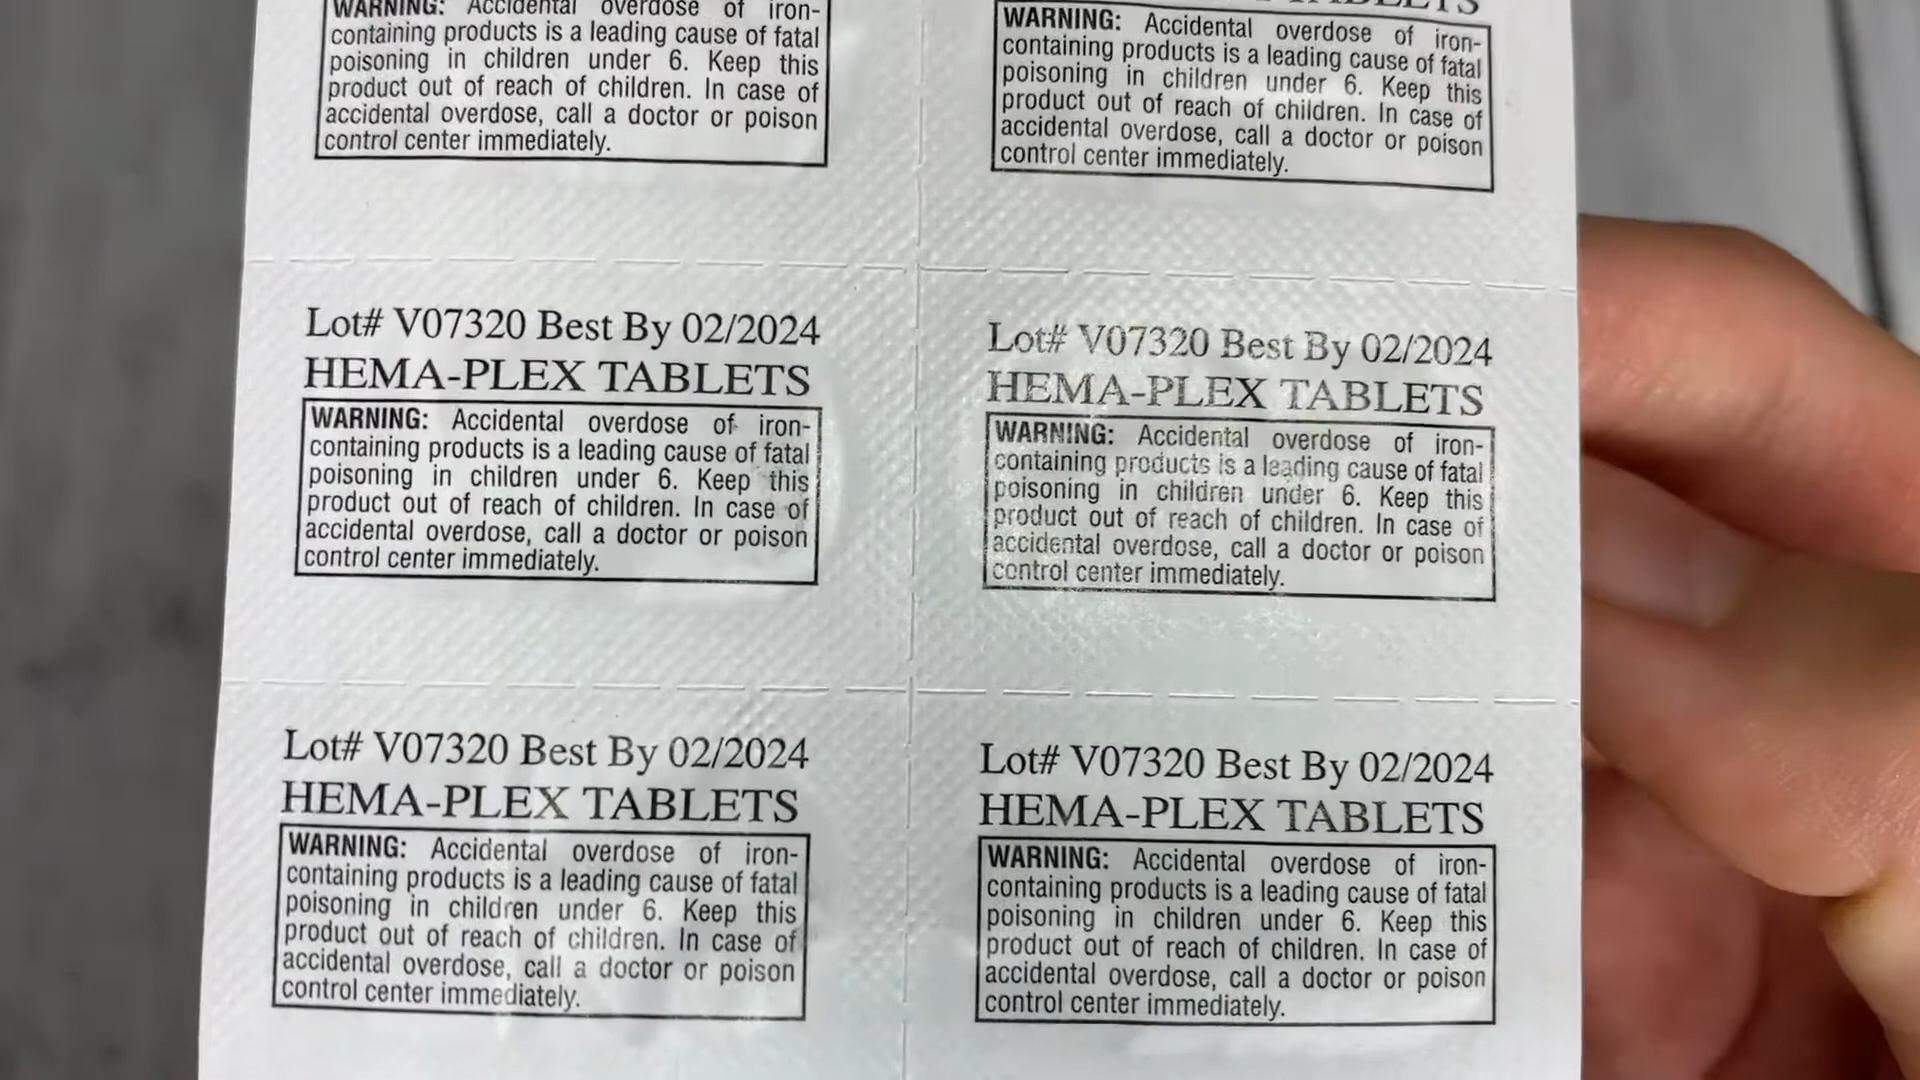 WARNING: Accidental overdose of iron-
containing products is a leading cause of fatal
poisoning in children under 6. Keep this
product out of reach of children. In case of
accidental overdose, call a doctor or poison
control center immediately.
TABLETS
WARNING: Accidental overdose of iron-
containing products is a leading cause of fatal
poisoning in children under 6. Keep this
product out of reach of children. In case of
accidental overdose, call a doctor or poison
control center immediately.
Lot# V07320 Best By 02/2024
HEMA-PLEX TABLETS
WARNING: Accidental overdose of iron-
containing products is a leading cause of fatal
poisoning in children under 6. Keep this
product out of reach of children. In case of
accidental overdose, call a doctor or poison
control center immediately.
Lot# V07320 Best By 02/2024
HEMA-PLEX TABLETS
WARNING: Accidental overdose of iron-
containing products is a leading cause of fatal
poisoning in children under 6. Keep this
product out of reach of children. In case of
accidental overdose, call a doctor or poison
control center immediately.
Lot# V07320 Best By 02/2024
HEMA-PLEX TABLETS
WARNING: Accidental overdose of iron-
containing products is a leading cause of fatal
poisoning in children under 6. Keep this
product out of reach of children. In case of
accidental overdose, call a doctor or poison
control center immediately.
Lot# V07320 Best By 02/2024
HEMA-PLEX TABLETS
WARNING: Accidental overdose of iron-
containing products is a leading cause of fatal
poisoning in children under 6. Keep this
product out of reach of children. In case of
accidental overdose, call a doctor or poison
control center immediately.